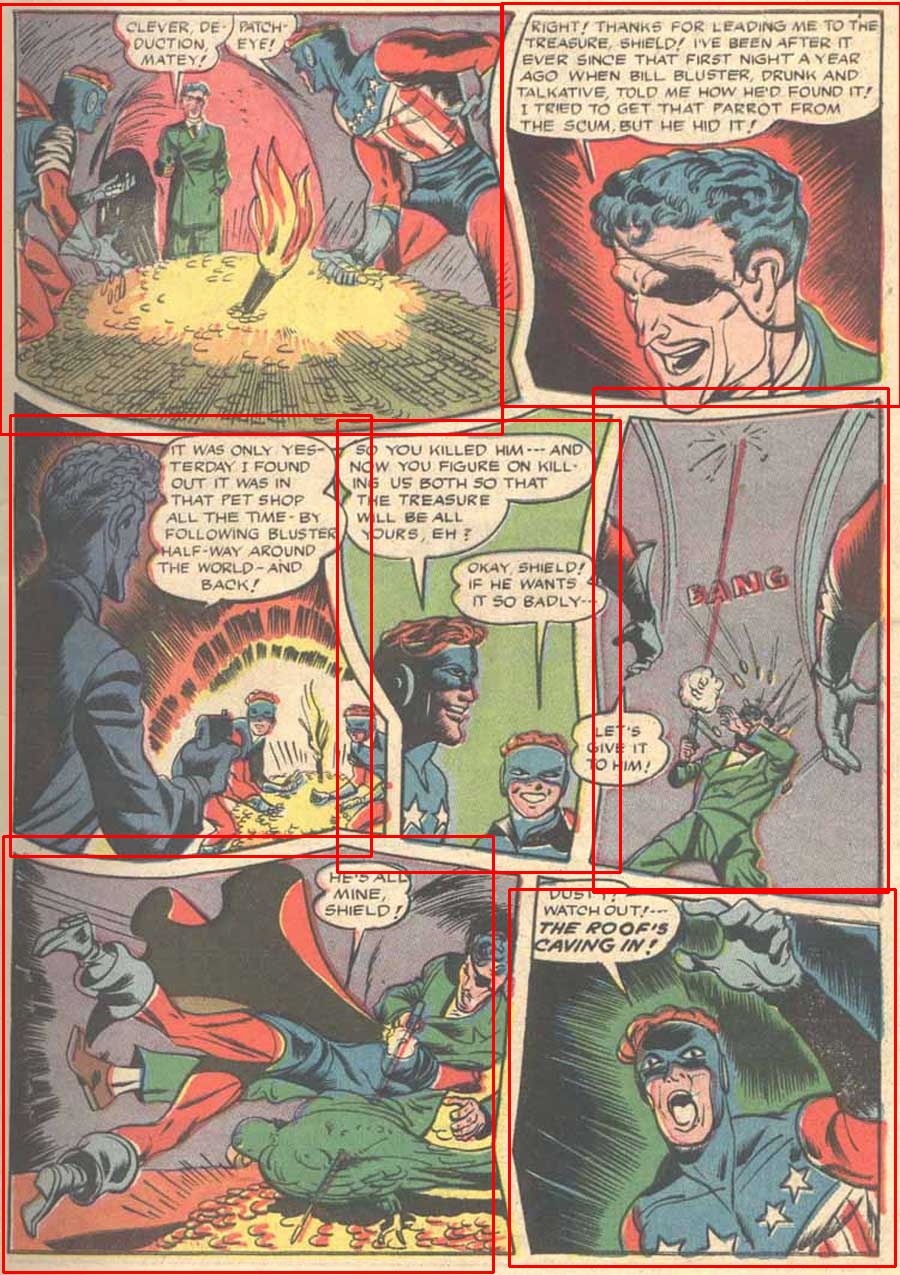 CLEVER, DE-
DUCTION,
MATEY!
PATCH-
EYE!
RIGHT! THANKS FOR LEADING ME TO THE
TREASURE, SHIELD! I'VE BEEN AFTER IT
EVER SINCE THAT FIRST NIGHT A YEAR
AGO WHEN BILL BLUSTER, DRUNK AND
TALKATIVE, TOLD ME HOW HE'D FOUND IT!
I TRIED TO GET THAT PARROT FROM
THE SCUM, BUT HE HID IT!
IT WAS ONLY YES-
TERDAY I FOUND
OUT IT WAS IN
THAT PET SHOP
ALL THE TIME-BY
FOLLOWING BLUSTER
HALF-WAY AROUND
THE WORLD-AND
BACK!
SO YOU KILLED HIM---AND
NOW YOU FIGURE ON KILL-
ING US BOTH SO THAT
THE TREASURE
WILL BE ALL
YOURS, EH?
OKAY, SHIELD!
IF HE WANTS
IT SO BADLY--
BANG
LET'S
GIVE IT
TO HIM!
HE'S ALL
MINE,
SHIELD!
DUSTY!
WATCH OUT!--
THE ROOF'S
CAVING IN!